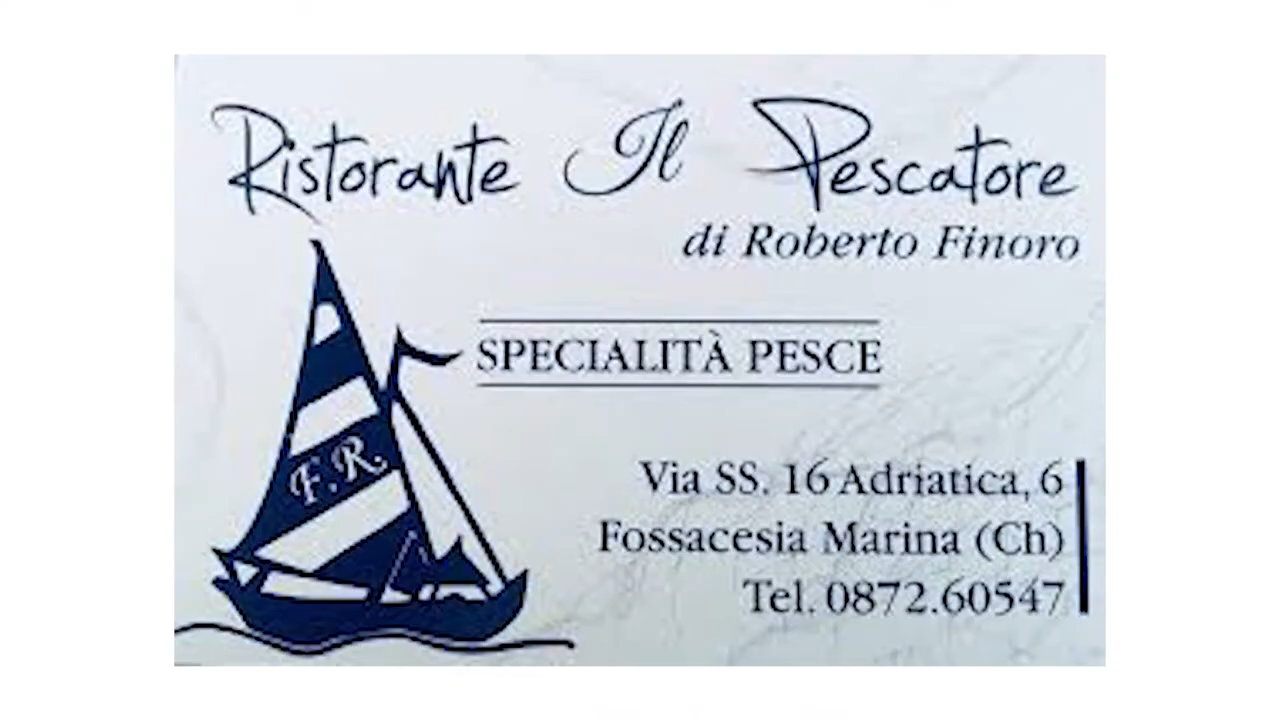 Ristorante Il Pescatore
di Roberto Finoro
SPECIALITÀ PESCE
F.R.
Via SS. 16 Adriatica, 6
Fossacesia Marina (Ch)
Tel. 0872.60547